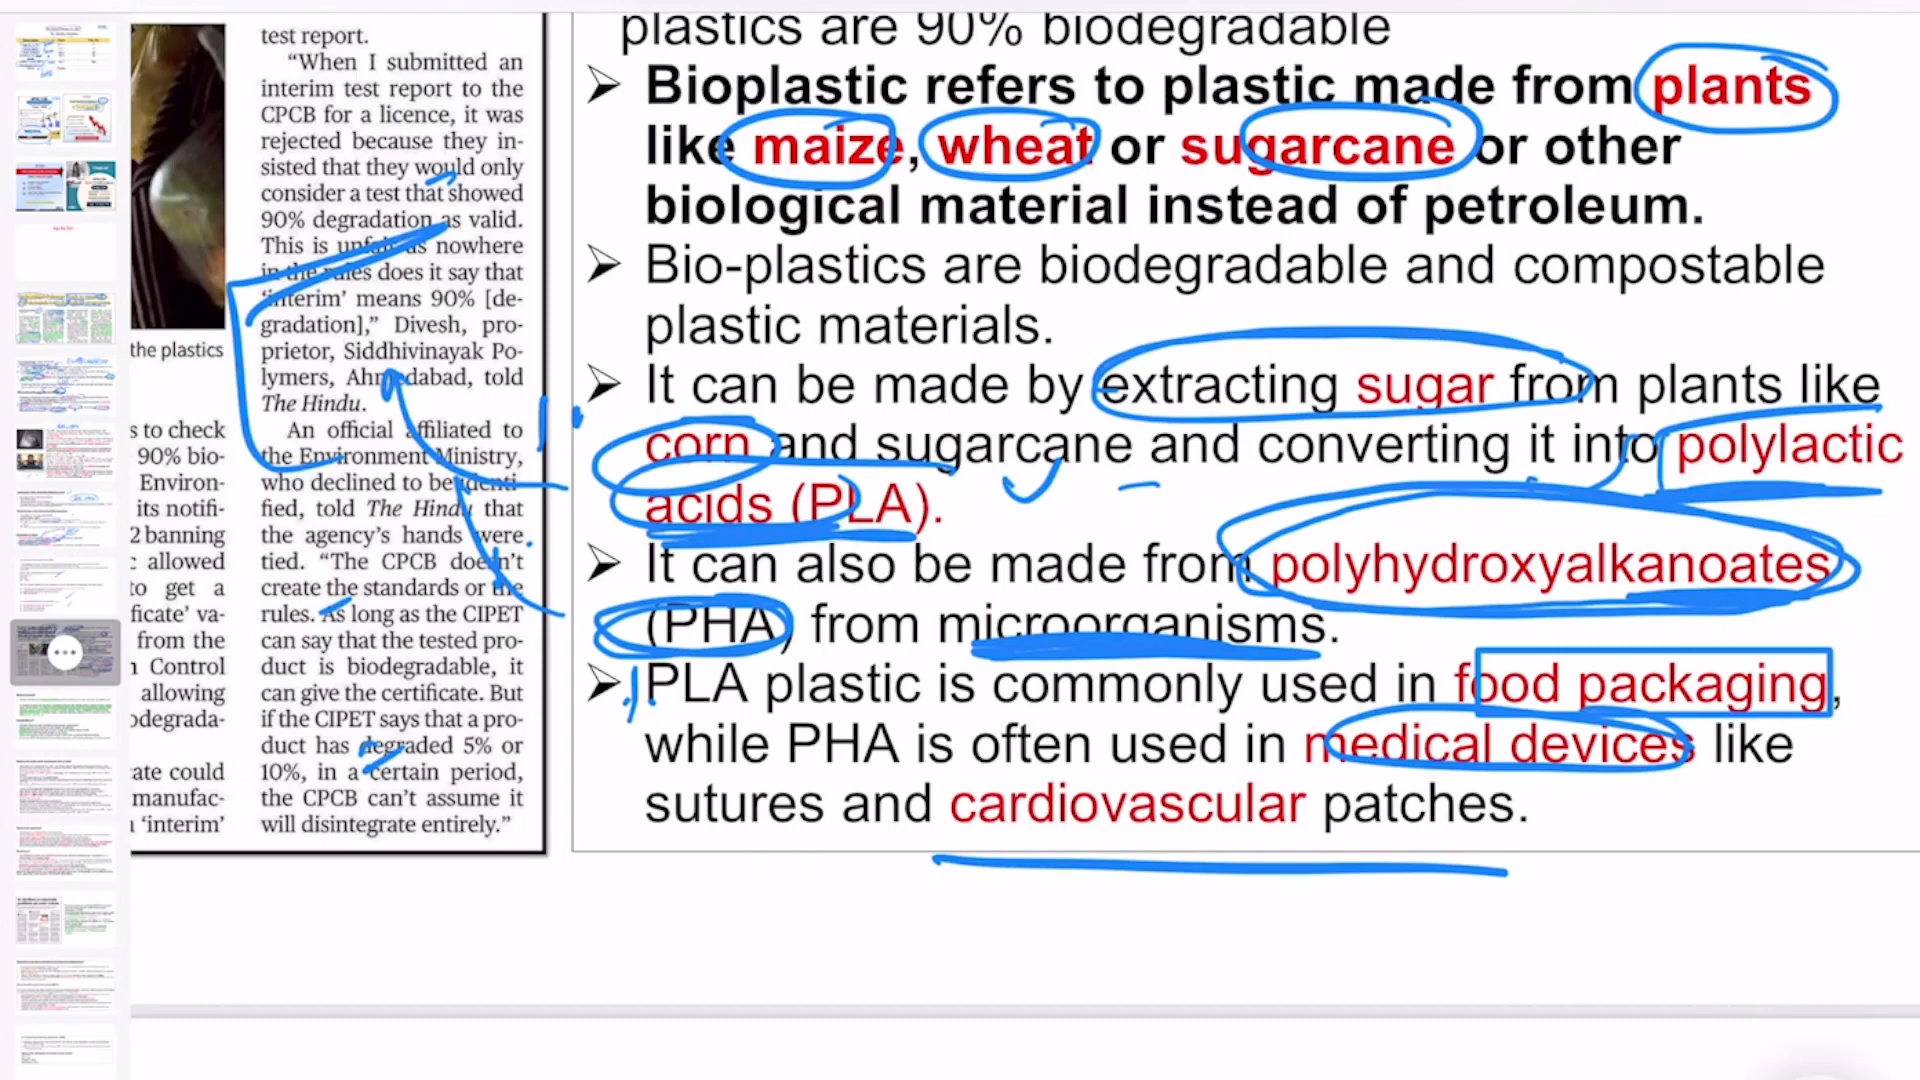 the plastics
s to check
90% bio-
Environ-
its notifi-
2 banning
c allowed
to get a
ficate’ va-
from the
n Control
allowing
odegrada-
ate could
manufac-
‘interim’
test report.
“When I submitted an
interim test report to the
CPCB for a licence, it was
rejected because they in-
sisted that they would only
consider a test that showed
90% degradation as valid.
This is unfair as nowhere
in the rules does it say that
‘interim’ means 90% [de-
gradation],” Divesh, pro-
prietor, Siddhivinayak Po-
lymers, Ahmedabad, told
The Hindu.
An official affiliated to
the Environment Ministry,
who declined to be identi-
fied, told The Hindu that
the agency’s hands were
tied. “The CPCB doesn’t
create the standards or the
rules. As long as the CIPET
can say that the tested pro-
duct is biodegradable, it
can give the certificate. But
if the CIPET says that a pro-
duct has degraded 5% or
10%, in a certain period,
the CPCB can’t assume it
will disintegrate entirely.”
plastics are 90% biodegradable
➤ Bioplastic refers to plastic made from plants
like maize, wheat or sugarcane or other
biological material instead of petroleum.
➤ Bio-plastics are biodegradable and compostable
plastic materials.
➤ It can be made by extracting sugar from plants like
corn and sugarcane and converting it into polylactic
acids (PLA).
➤ It can also be made from polyhydroxyalkanoates
(PHA) from microorganisms.
➤ PLA plastic is commonly used in food packaging,
while PHA is often used in medical devices like
sutures and cardiovascular patches.